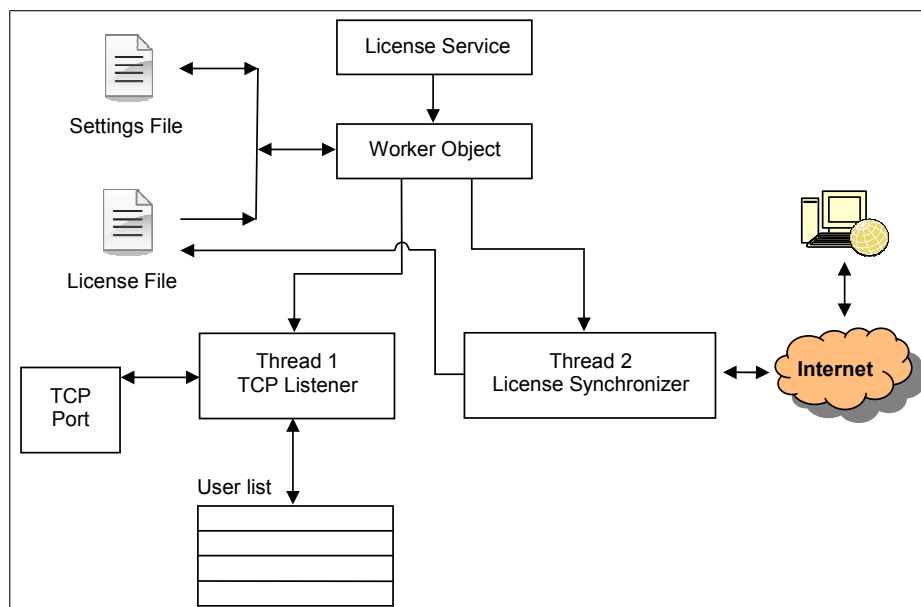 License Service
Settings File
Worker Object
License File
Thread 1
TCP Listener
Thread 2
License Synchronizer
Internet
TCP
Port
User list